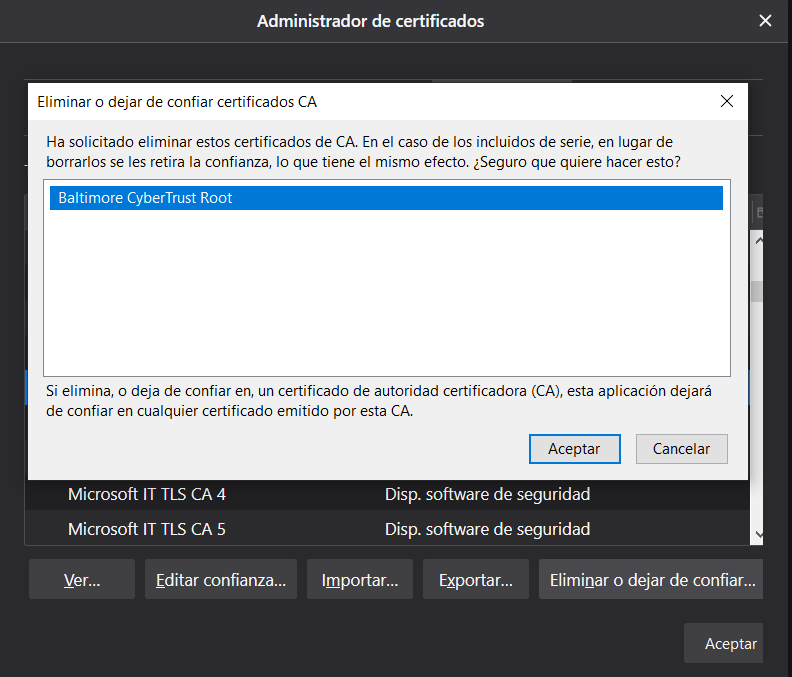 Administrador de certificados
Eliminar o dejar de confiar certificados CA
Ha solicitado eliminar estos certificados de CA. En el caso de los incluidos de serie, en lugar de
borrarlos se les retira la confianza, lo que tiene el mismo efecto. ¿Seguro que quiere hacer esto?
Baltimore CyberTrust Root
Si elimina, o deja de confiar en, un certificado de autoridad certificadora (CA), esta aplicación dejará
de confiar en cualquier certificado emitido por esta CA.
Aceptar Cancelar
Microsoft IT TLS CA 4 Disp. software de seguridad
Microsoft IT TLS CA 5 Disp. software de seguridad
Ver... Editar confianza... Importar... Exportar... Eliminar o dejar de confiar...
Aceptar